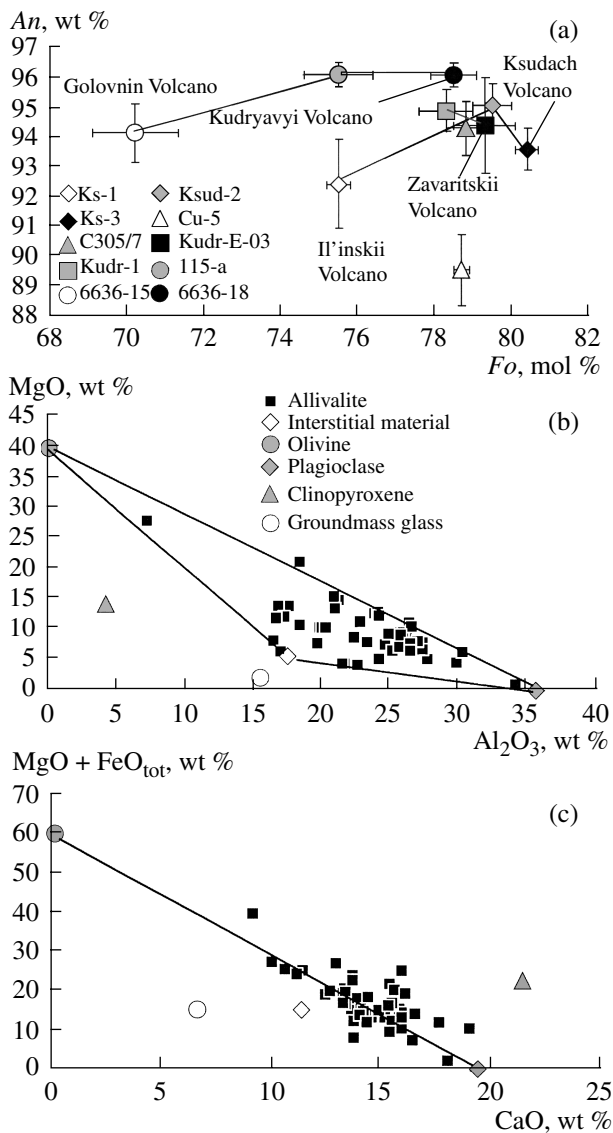 An, wt %
(a)
97
96
95
94
93
92
91
90
89
88
Golovnin Volcano
Kudryavyi Volcano
Ksudach
Volcano
Zavaritskii
Volcano
Il'inskii
Volcano
Ks-1
Ksud-2
Ks-3
Cu-5
C305/7
Kudr-E-03
Kudr-1
115-a
6636-15
6636-18
68 70 72 74 76 78 80 82
Fo, mol %
MgO, wt %
(b)
45
40
35
30
25
20
15
10
5
0
Allivalite
Interstitial material
Olivine
Plagioclase
Clinopyroxene
Groundmass glass
0 5 10 15 20 25 30 35 40
Al2O3, wt %
MgO + FeOtot, wt %
(c)
70
60
50
40
30
20
10
0
0 5 10 15 20 25
CaO, wt %